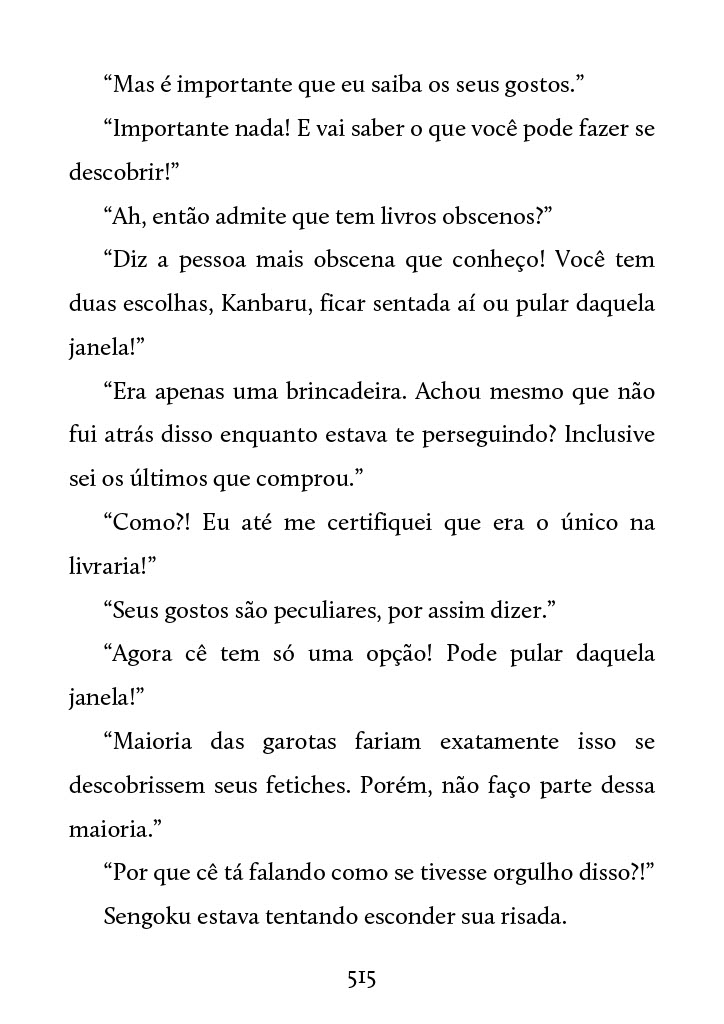 “Mas é importante que eu saiba os seus gostos.”
“Importante nada! E vai saber o que você pode fazer se
descobrir!”
“Ah, então admite que tem livros obscenos?”
“Diz a pessoa mais obscena que conheço! Você tem
duas escolhas, Kanbaru, ficar sentada aí ou pular daquela
janela!”
“Era apenas uma brincadeira. Achou mesmo que não
fui atrás disso enquanto estava te perseguindo? Inclusive
sei os últimos que comprou.”
“Como?! Eu até me certifiquei que era o único na
livraria!”
“Seus gostos são peculiares, por assim dizer.”
“Agora cê tem só uma opção! Pode pular daquela
janela!”
“Maioria das garotas fariam exatamente isso se
descobrissem seus fetiches. Porém, não faço parte dessa
maioria.”
“Por que cê tá falando como se tivesse orgulho disso?!”
Sengoku estava tentando esconder sua risada.
515